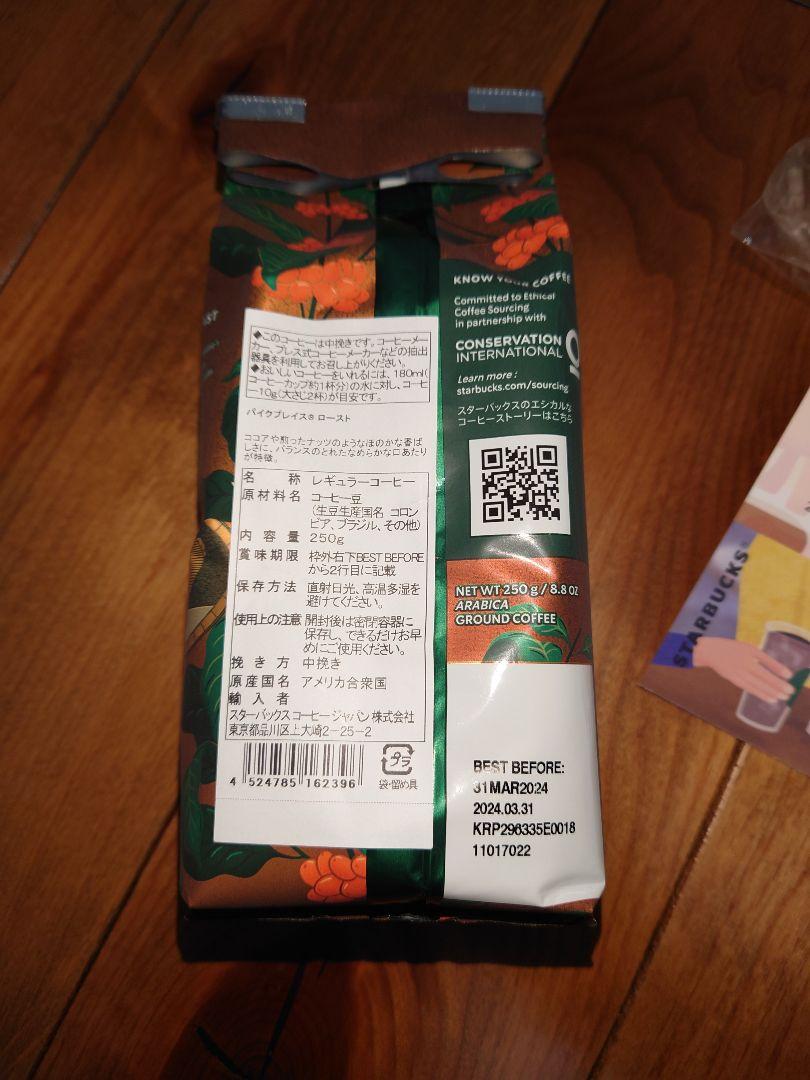 ◆このコーヒーは中挽きです。コーヒーメー
カー、プレス式コーヒーメーカーなどの抽出
器具を利用してお召し上がりください。
◆おいしいコーヒーをいれるには、180ml(
コーヒーカップ約1杯分)の水に対し、コーヒ
ー10g(大さじ2杯)が目安です。
パイクプレイス® ロースト
ココアや煎ったナッツのようなほのかな香ば
しさに、バランスのとれたなめらかな口あたり
が特徴。
名称 レギュラーコーヒー
原材料名 コーヒー豆
(生豆生産国名 コロン
ビア、ブラジル、その他)
内容量 250g
賞味期限 枠外右下BEST BEFORE
から2行目に記載
保存方法 直射日光、高温多湿を
避けてください。
使用上の注意 開封後は密閉容器に
保存し、できるだけお早
めにご使用ください。
挽き方 中挽き
原産国名 アメリカ合衆国
輸入者
スターバックス コーヒー ジャパン 株式会社
東京都品川区上大崎2-25-2
4 524785 162396
プラ
袋・留め具
KNOW YOUR COFFEE
Committed to Ethical
Coffee Sourcing
in partnership with
CONSERVATION
INTERNATIONAL
Learn more :
starbucks.com/sourcing
スターバックスのエシカルな
コーヒーストーリーはこちら
NET WT 250 g / 8.8 OZ
ARABICA
GROUND COFFEE
BEST BEFORE:
31MAR2024
2024.03.31
KRP296335E0018
11017022
STARBUCKS®